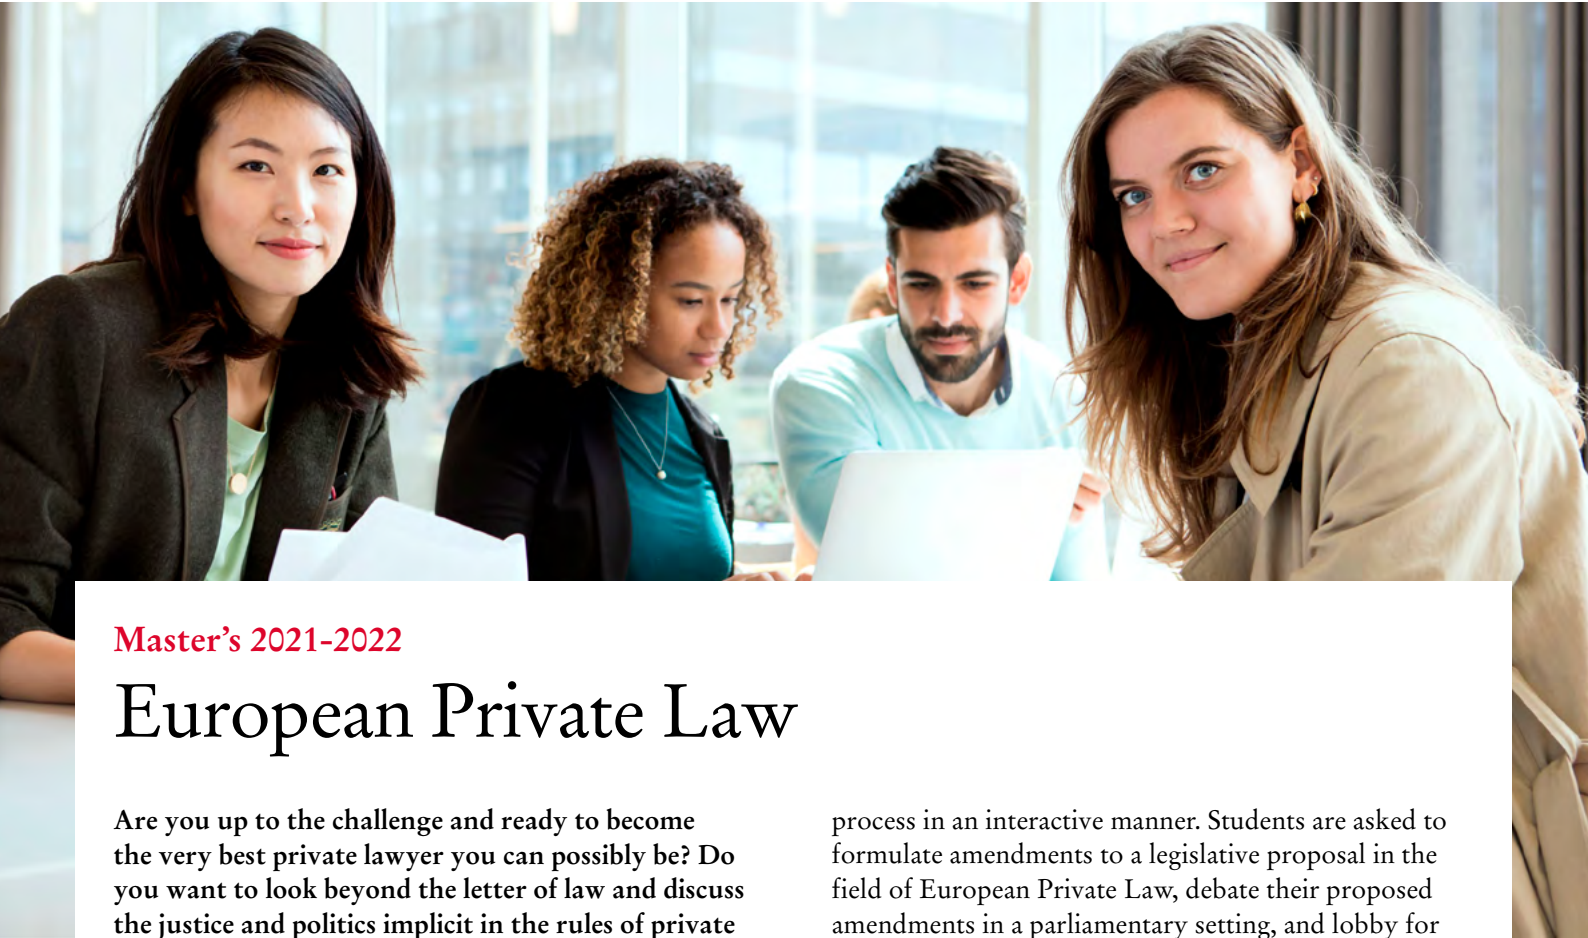 Master’s 2021-2022
European Private Law
Are you up to the challenge and ready to become
the very best private lawyer you can possibly be? Do
you want to look beyond the letter of law and discuss
the justice and politics implicit in the rules of private
process in an interactive manner. Students are asked to
formulate amendments to a legislative proposal in the
field of European Private Law, debate their proposed
amendments in a parliamentary setting, and lobby for